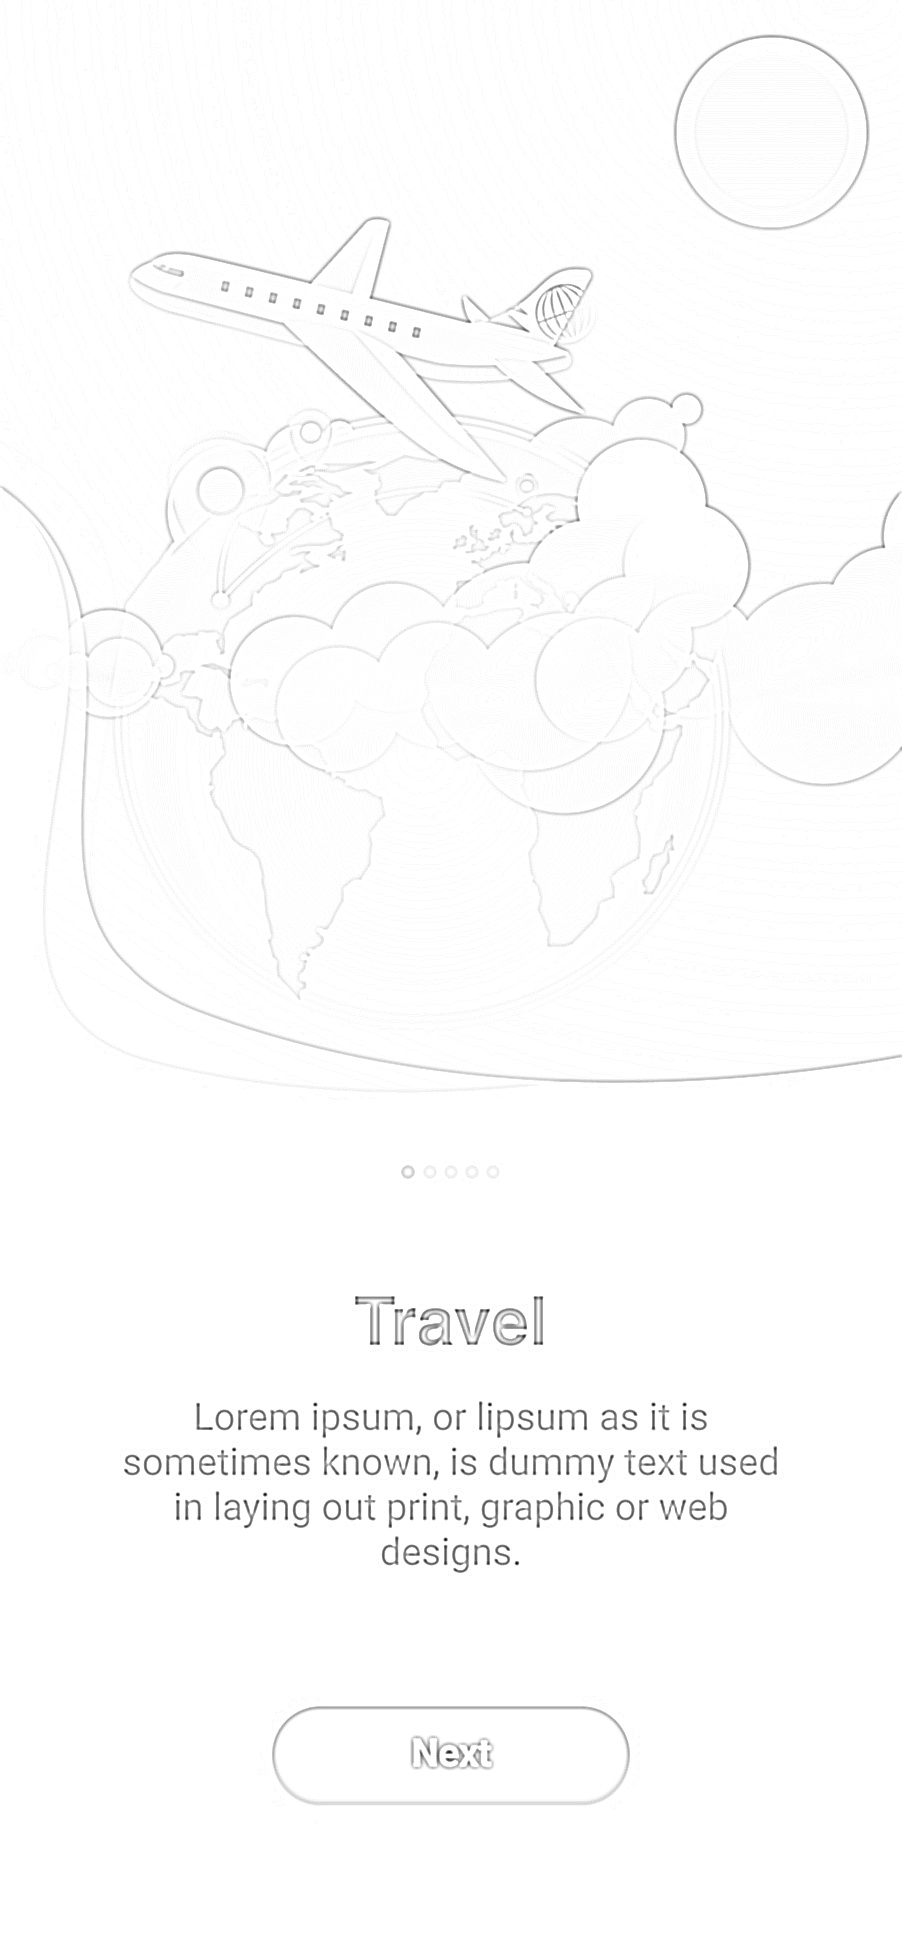 Travel
Lorem ipsum, or lipsum as it is
sometimes known, is dummy text used
in laying out print, graphic or web
designs.
Next